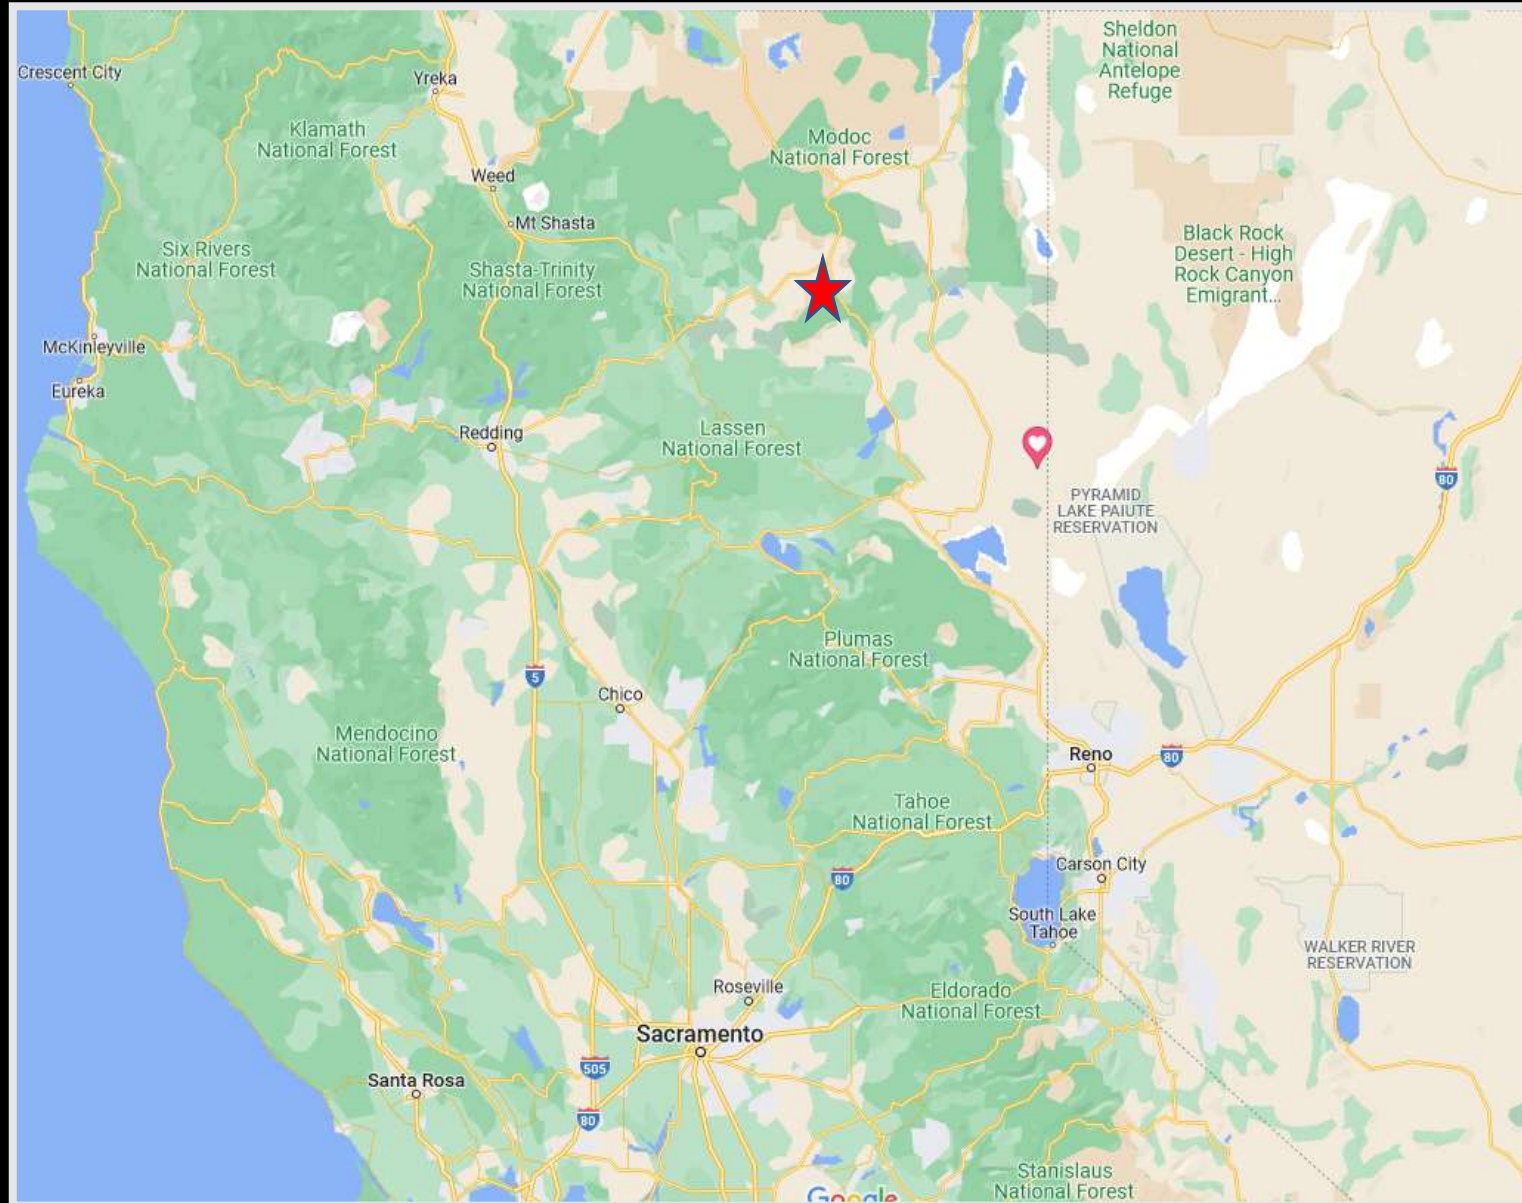 Sheldon
National
Antelope
Refuge
Crescent City
Yreka
Klamath
National Forest
Modoc
National Forest
Weed
Mt Shasta
Six Rivers
National Forest
Shasta-Trinity
National Forest
Black Rock
Desert - High
Rock Canyon
Emigrant...
McKinleyville
Eureka
Redding
Lassen
National Forest
80
PYRAMID
LAKE PAIUTE
RESERVATION
Plumas
National Forest
5
Chico
Mendocino
National Forest
Reno
80
Tahoe
National Forest
80
Carson City
South Lake
Tahoe
WALKER RIVER
RESERVATION
Roseville
Eldorado
National Forest
Sacramento
505
Santa Rosa
80
Stanislaus
National Forest
Google